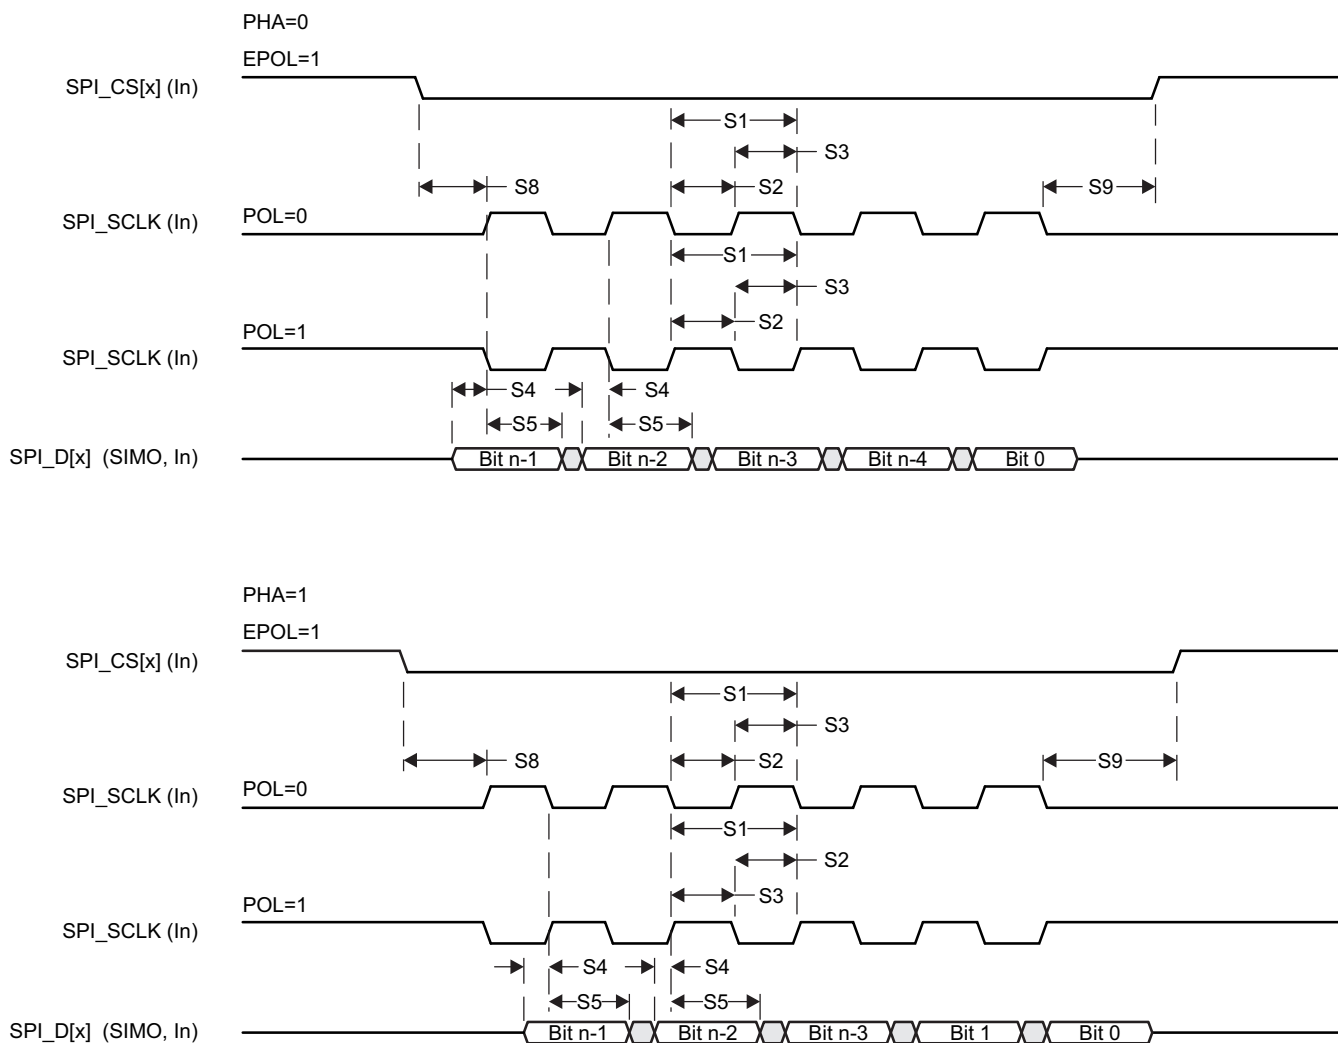 PHA=0
EPOL=1
SPI_CS[x] (In)
S1
S3
S8
S2
S9
POL=0
SPI_SCLK (In)
S1
S3
S2
POL=1
SPI_SCLK (In)
S4
S4
S5
S5
SPI_D[x] (SIMO, In)
Bit n-1
Bit n-2
Bit n-3
Bit n-4
Bit 0
PHA=1
EPOL=1
SPI_CS[x] (In)
S1
S3
S8
S2
S9
POL=0
SPI_SCLK (In)
S1
S2
S3
POL=1
SPI_SCLK (In)
S4
S4
S5
S5
SPI_D[x] (SIMO, In)
Bit n-1
Bit n-2
Bit n-3
Bit 1
Bit 0